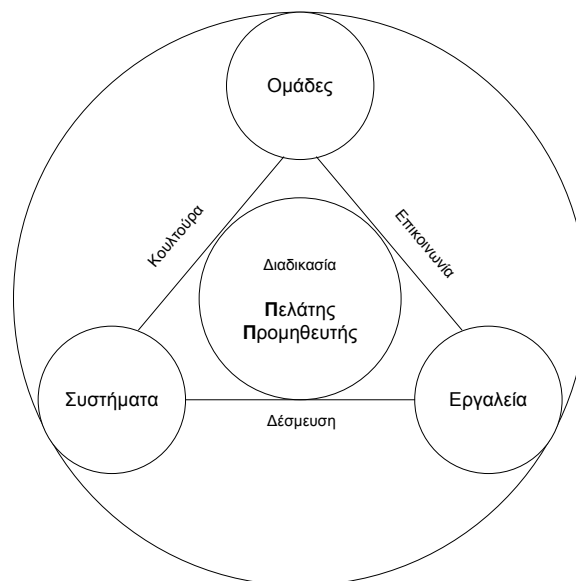 Ομάδες
Κουλτούρα
Επικοινωνία
Διαδικασία
Πελάτης
Προμηθευτής
Συστήματα
Εργαλεία
Δέσμευση